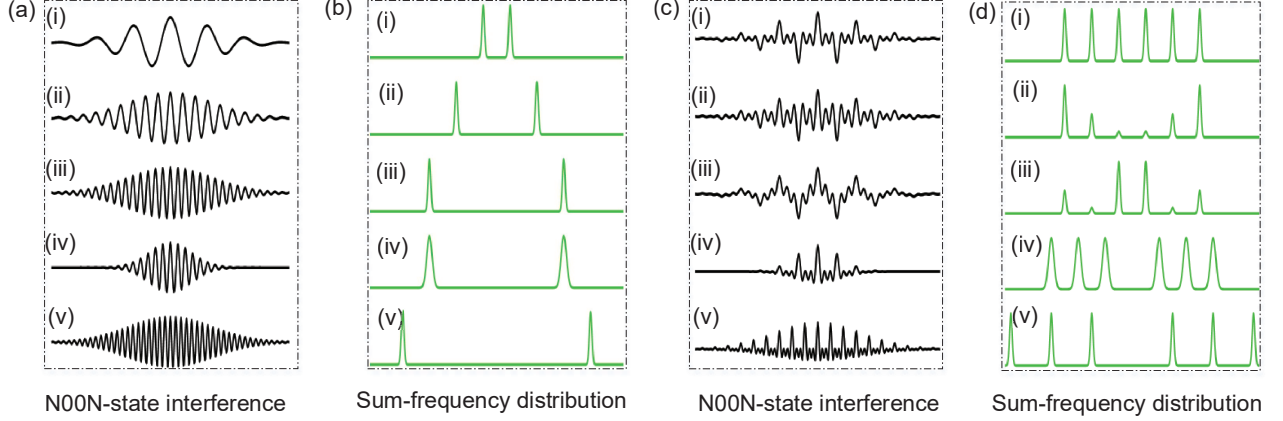 (a)
(i)
(ii)
(iii)
(iv)
(v)
N00N-state interference
(b)
(i)
(ii)
(iii)
(iv)
(v)
Sum-frequency distribution
(c)
(i)
(ii)
(iii)
(iv)
(v)
N00N-state interference
(d)
(i)
(ii)
(iii)
(iv)
(v)
Sum-frequency distribution